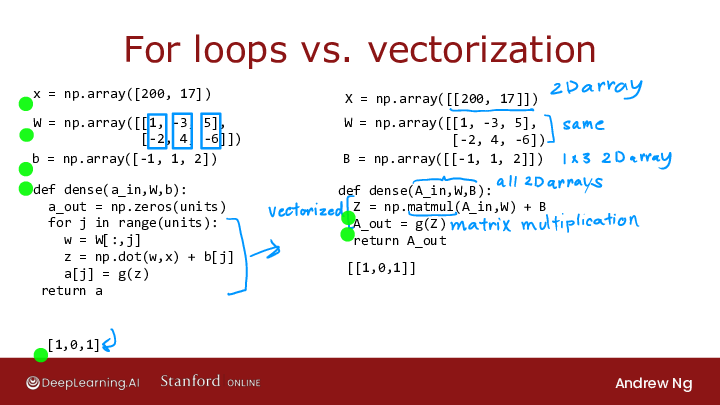 For loops vs. vectorization
x = np.array([200, 17])
W = np.array([[1, -3, 5],
[-2, 4, -6]])
b = np.array([-1, 1, 2])
def dense(a_in,W,b):
a_out = np.zeros(units)
for j in range(units):
w = W[:,j]
z = np.dot(w,x) + b[j]
a[j] = g(z)
return a
[1,0,1]
X = np.array([[200, 17]])
2D array
W = np.array([[1, -3, 5],
[-2, 4, -6]])
same
B = np.array([[-1, 1, 2]])
1x3 2D array
all 2D arrays
def dense(A_in,W,B):
vectorized
Z = np.matmul(A_in,W) + B
A_out = g(Z)
matrix multiplication
return A_out
[[1,0,1]]
DeepLearning.AI
Stanford ONLINE
Andrew Ng